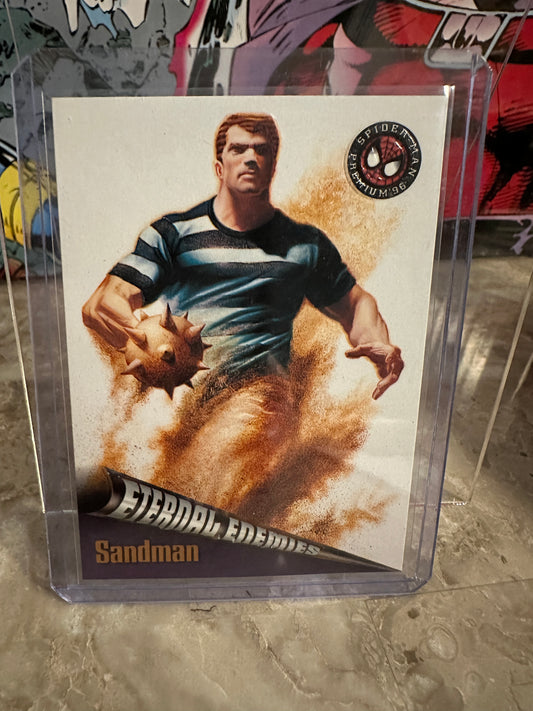 SPIDER-MAN
PREMIUM '96
ETERNAL ENEMIES
Sandman